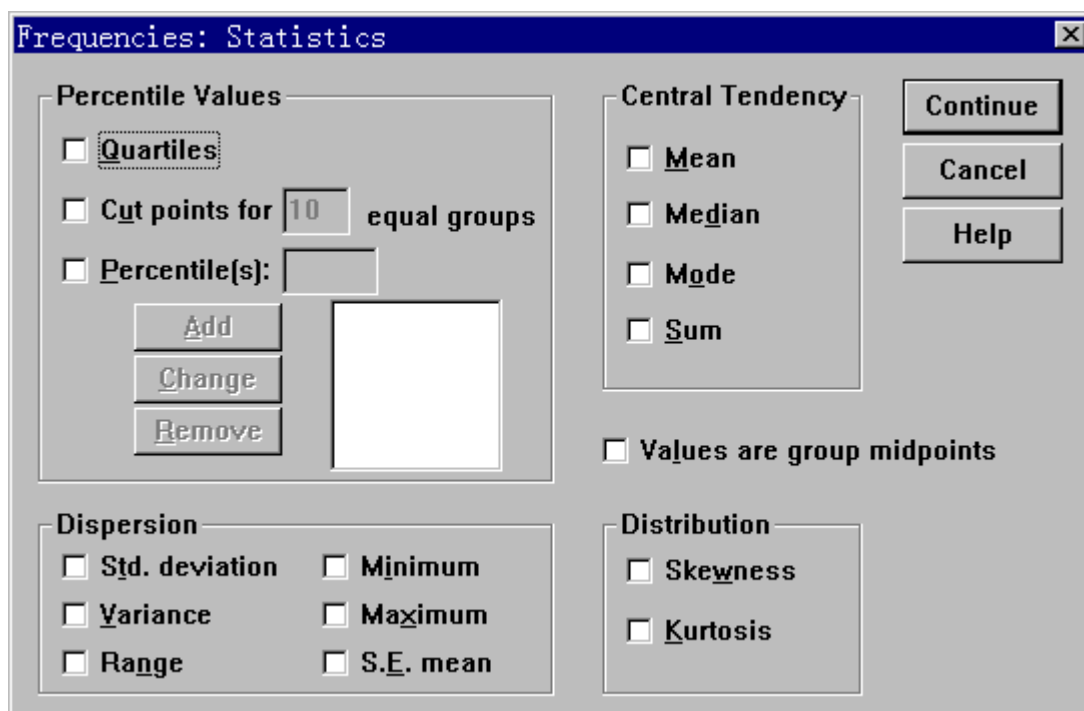 Frequencies: Statistics
Percentile Values
Quartiles
Cut points for 10 equal groups
Percentile(s):
Add
Change
Remove
Central Tendency
Mean
Median
Mode
Sum
Continue
Cancel
Help
Values are group midpoints
Dispersion
Std. deviation
Variance
Range
Minimum
Maximum
S.E. mean
Distribution
Skewness
Kurtosis